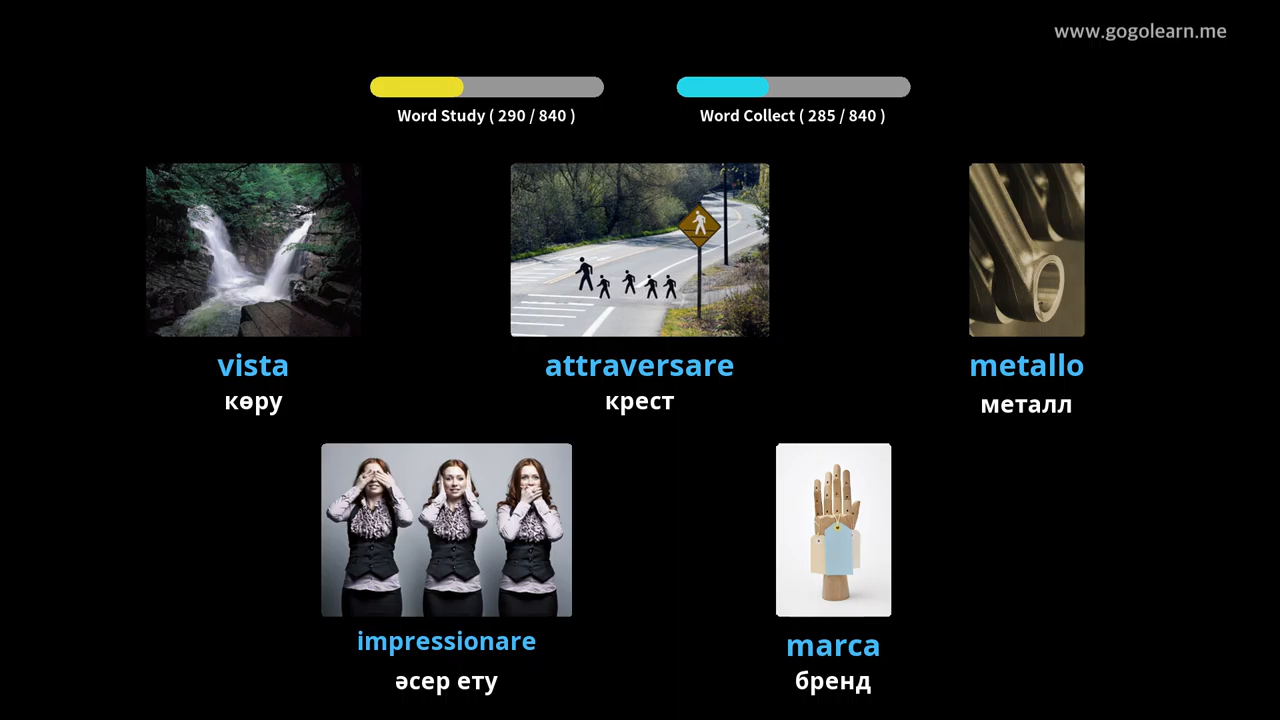 www.gogolearn.me
Word Study ( 290 / 840 )
Word Collect ( 285 / 840 )
vista
көру
attraversare
крест
metallo
металл
impressionare
әсер ету
marca
бренд